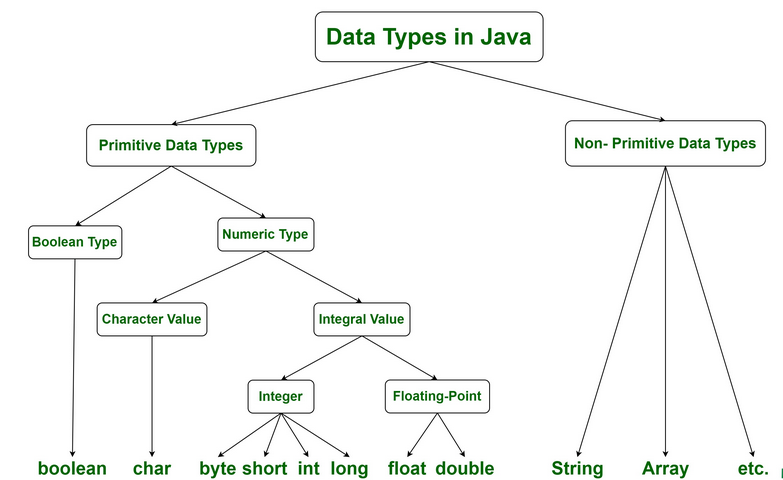 Data Types in Java
Primitive Data Types
Non- Primitive Data Types
Boolean Type
Numeric Type
Character Value
Integral Value
Integer
Floating-Point
boolean
char
byte
short
int
long
float
double
String
Array
etc.